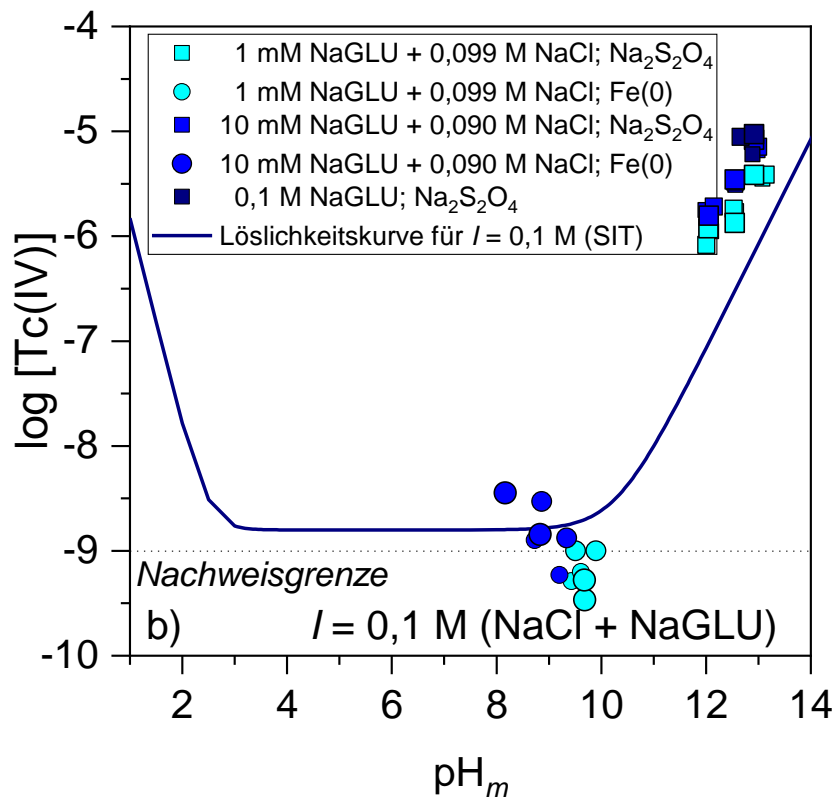 -4
1 mM NaGLU + 0,099 M NaCl; Na₂S₂O₄
1 mM NaGLU + 0,099 M NaCl; Fe(0)
10 mM NaGLU + 0,090 M NaCl; Na₂S₂O₄
10 mM NaGLU + 0,090 M NaCl; Fe(0)
0,1 M NaGLU; Na₂S₂O₄
Löslichkeitskurve für I = 0,1 M (SIT)
-5
-6
-7
-8
-9
-10
log [Tc(IV)]
Nachweisgrenze
b) I = 0,1 M (NaCl + NaGLU)
2 4 6 8 10 12 14
pHₘ